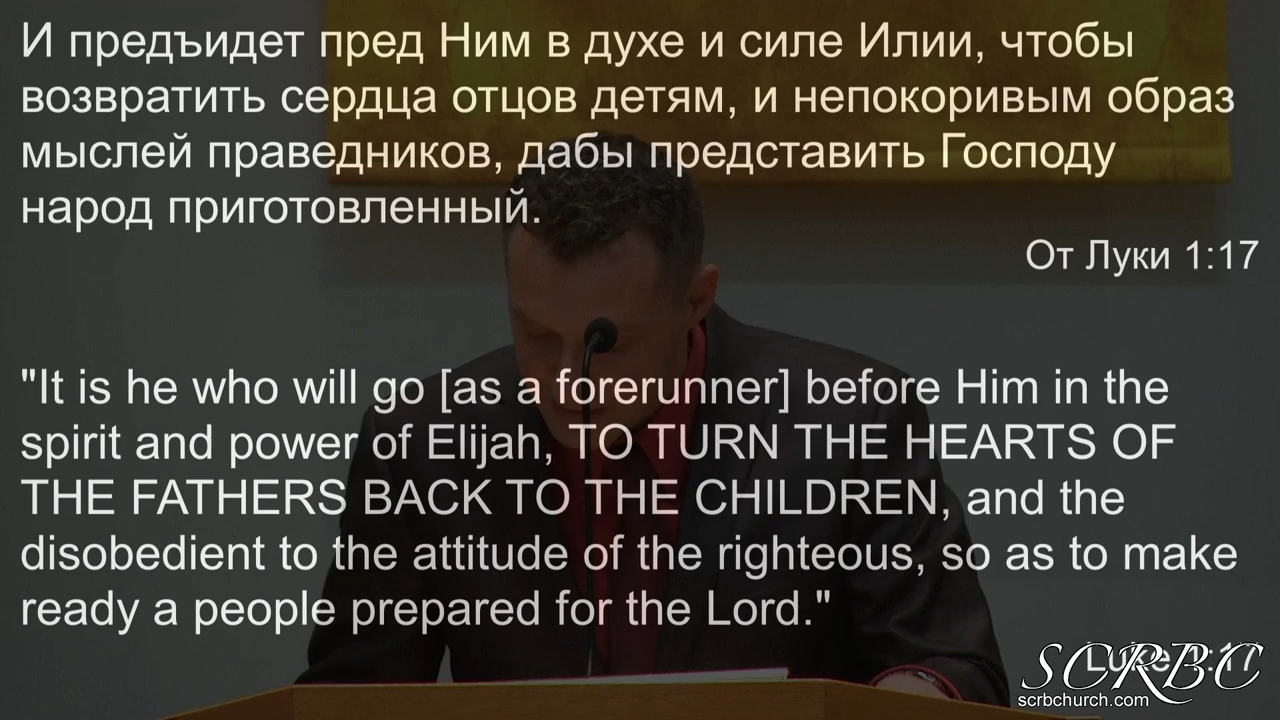 И предъидет пред Ним в духе и силе Илии, чтобы
возвратить сердца отцов детям, и непокоривым образ
мыслей праведников, дабы представить Господу
народ приготовленный.
От Луки 1:17
"It is he who will go [as a forerunner] before Him in the
spirit and power of Elijah, TO TURN THE HEARTS OF
THE FATHERS BACK TO THE CHILDREN, and the
disobedient to the attitude of the righteous, so as to make
ready a people prepared for the Lord."
Luke 1:17
SCRBC
scrbchurch.com